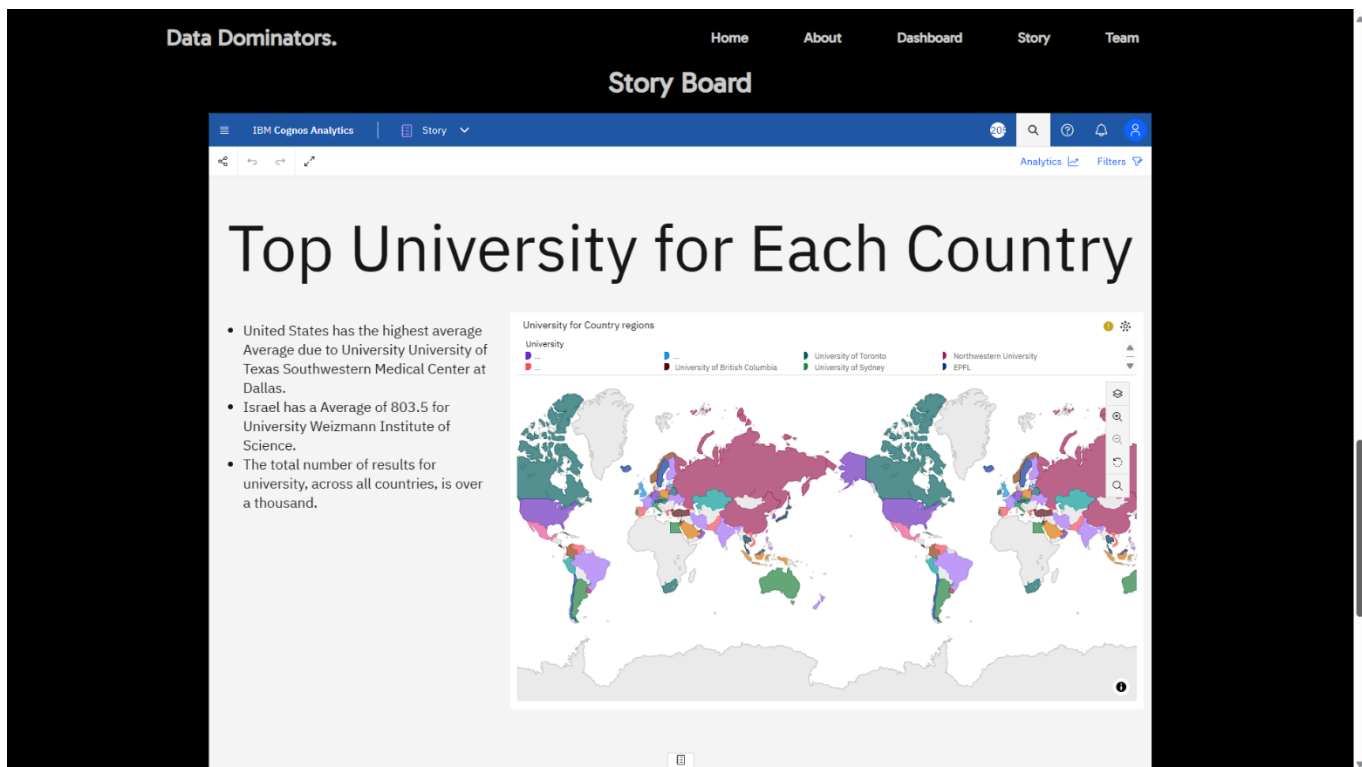 Data Dominators.
Home About Dashboard Story Team
Story Board
IBM Cognos Analytics Story
205
Analytics Filters
Top University for Each Country
• United States has the highest average
Average due to University University of
Texas Southwestern Medical Center at
Dallas.
• Israel has a Average of 803.5 for
University Weizmann Institute of
Science.
• The total number of results for
university, across all countries, is over
a thousand.
University for Country regions
University
... ... University of Toronto Northwestern University
... University of British Columbia University of Sydney EPFL